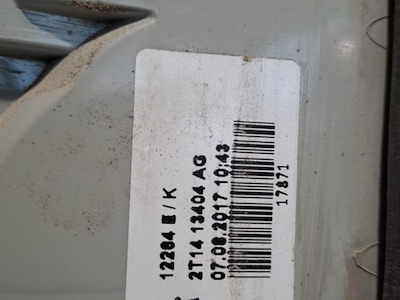 12264 E / K
2T14 13404 AG
07.08.2017 10:43
17871